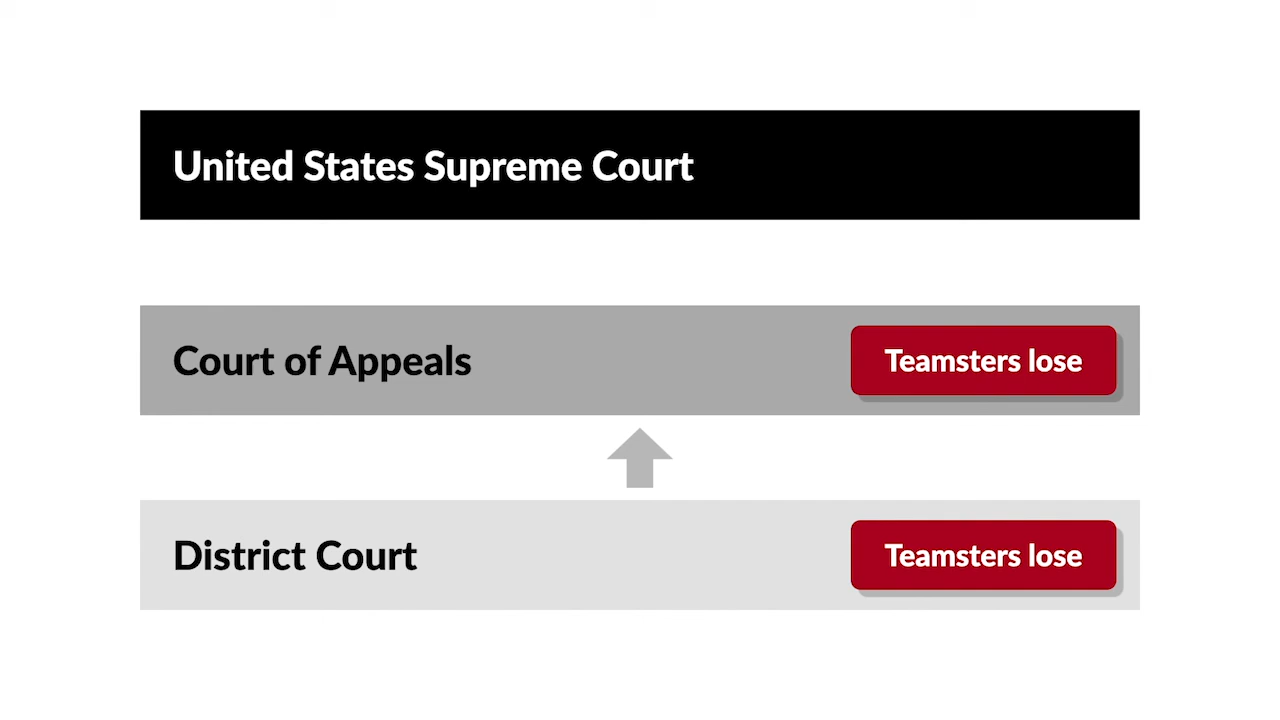 United States Supreme Court
Court of Appeals
Teamsters lose
District Court
Teamsters lose